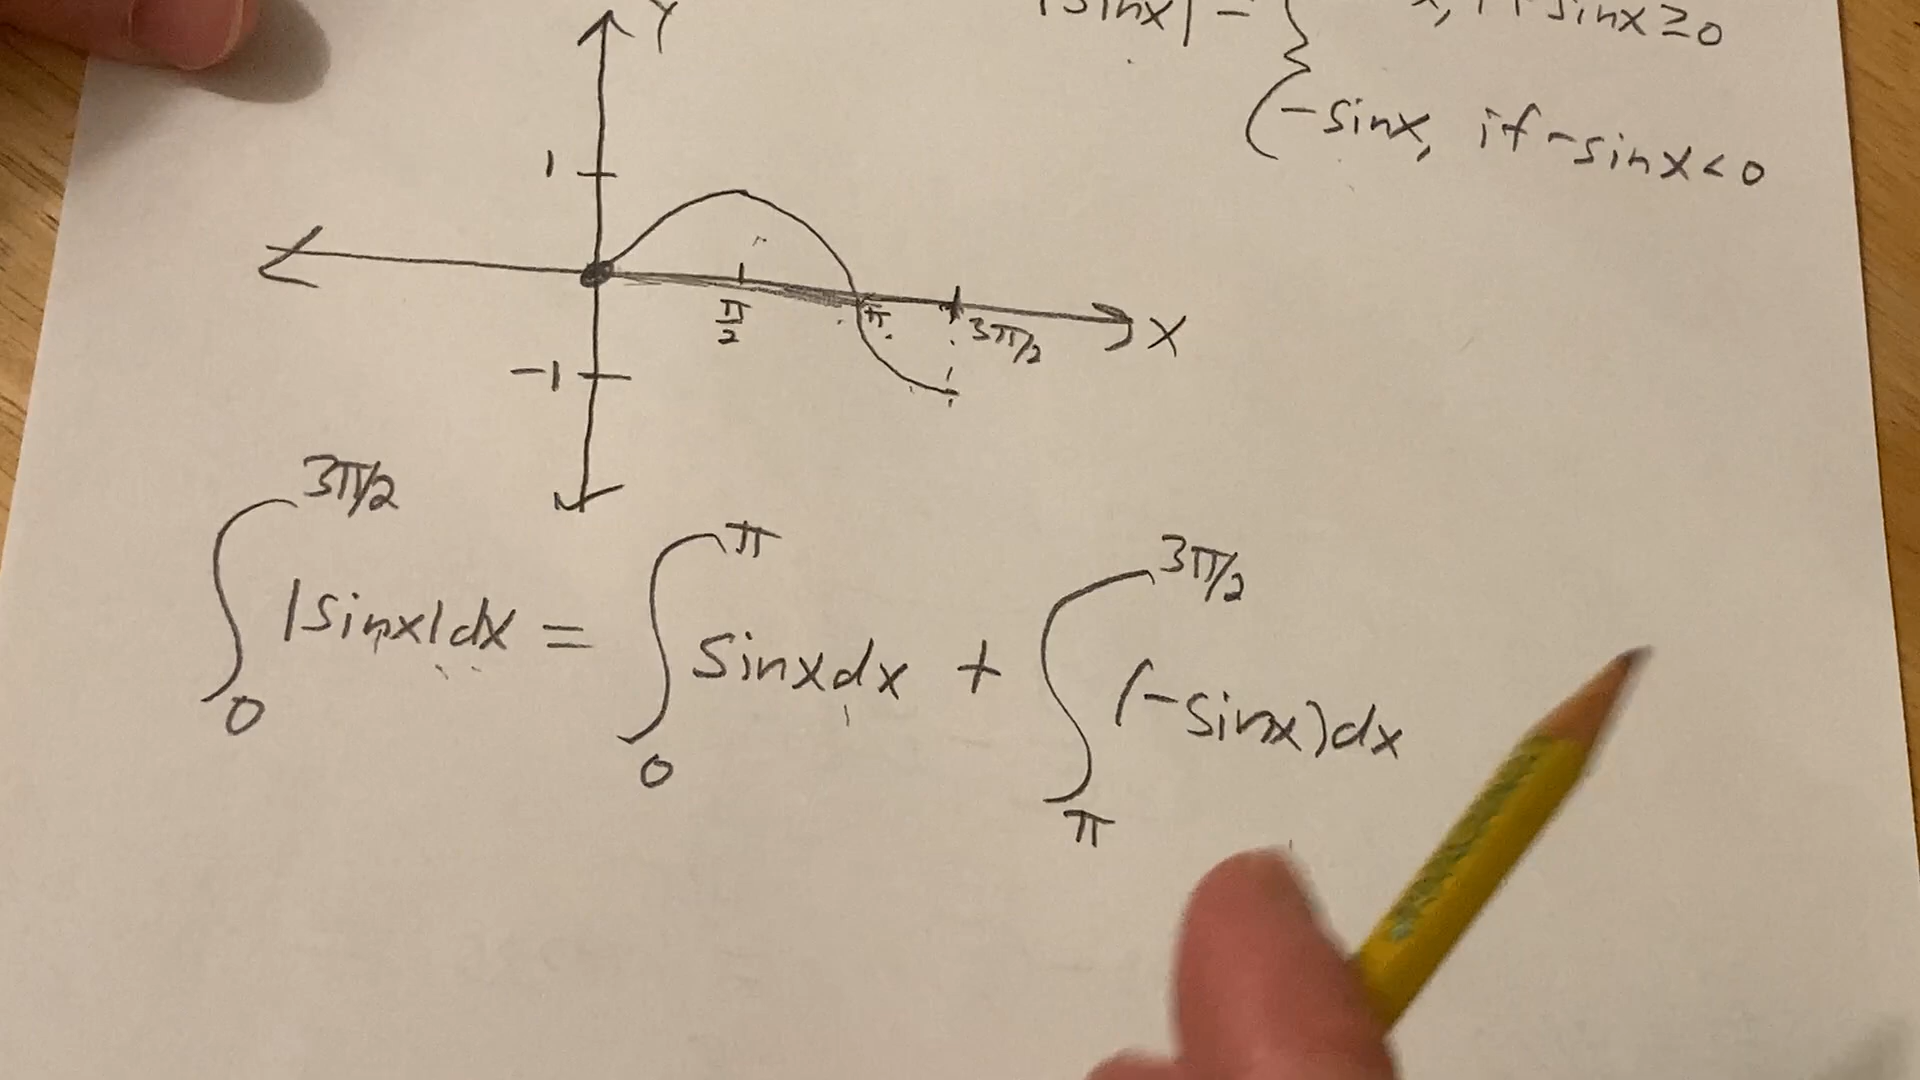 Y
|sinx| = { x, if sinx ≥ 0
-sinx, if -sinx < 0
1
π/2 π 3π/2 X
-1
∫₀^{3π/2} |sinx|dx = ∫₀^{π} sinxdx + ∫_{π}^{3π/2} (-sinx)dx